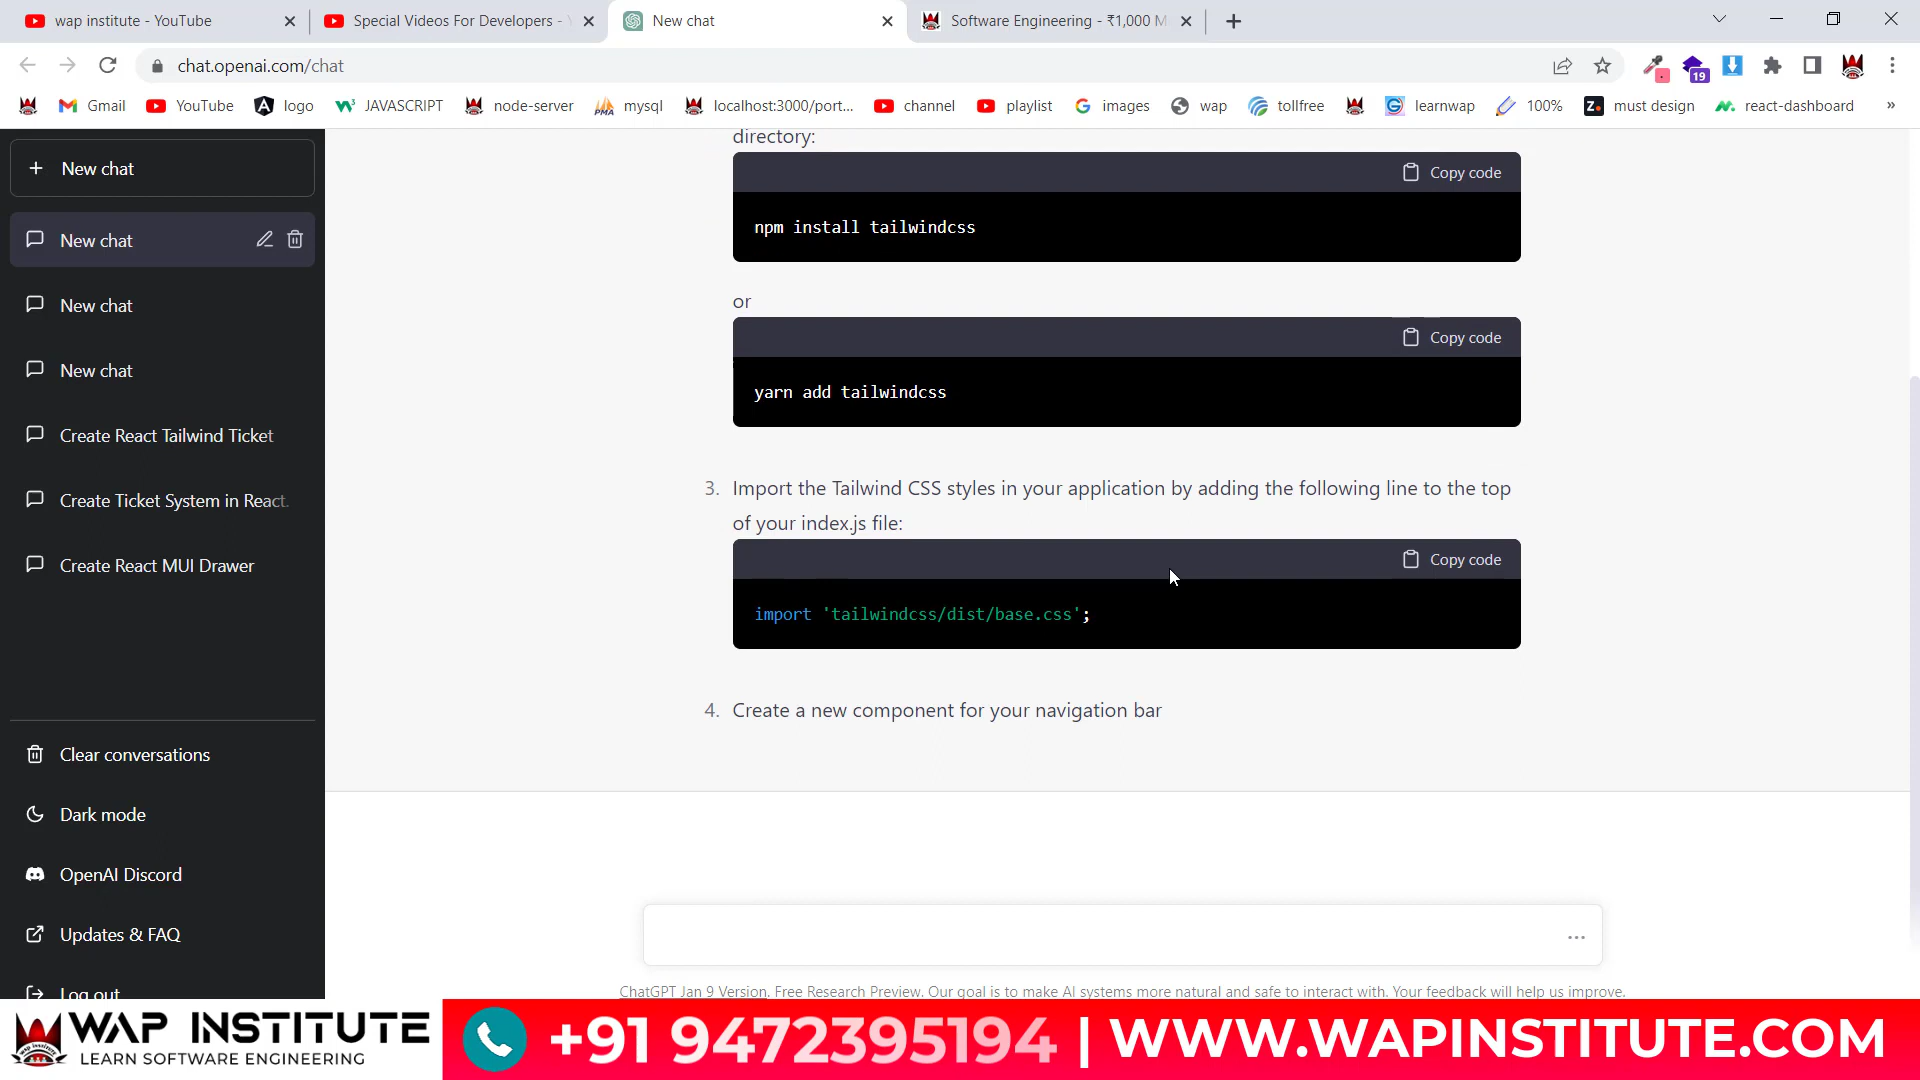 wap institute - YouTube
Special Videos For Developers -
New chat
Software Engineering - ₹1,000 M
chat.openai.com/chat
19
Gmail
YouTube
logo
JAVASCRIPT
node-server
mysql
localhost:3000/port...
channel
playlist
images
wap
tollfree
learnwap
100%
must design
react-dashboard
»
New chat
New chat
New chat
New chat
Create React Tailwind Ticket
Create Ticket System in React.
Create React MUI Drawer
Clear conversations
Dark mode
OpenAI Discord
Updates & FAQ
Log out
directory:
Copy code
npm install tailwindcss
or
Copy code
yarn add tailwindcss
3. Import the Tailwind CSS styles in your application by adding the following line to the top
of your index.js file:
Copy code
import 'tailwindcss/dist/base.css';
4. Create a new component for your navigation bar
ChatGPT Jan 9 Version. Free Research Preview. Our goal is to make AI systems more natural and safe to interact with. Your feedback will help us improve.
WAP INSTITUTE
LEARN SOFTWARE ENGINEERING
+91 9472395194 | WWW.WAPINSTITUTE.COM